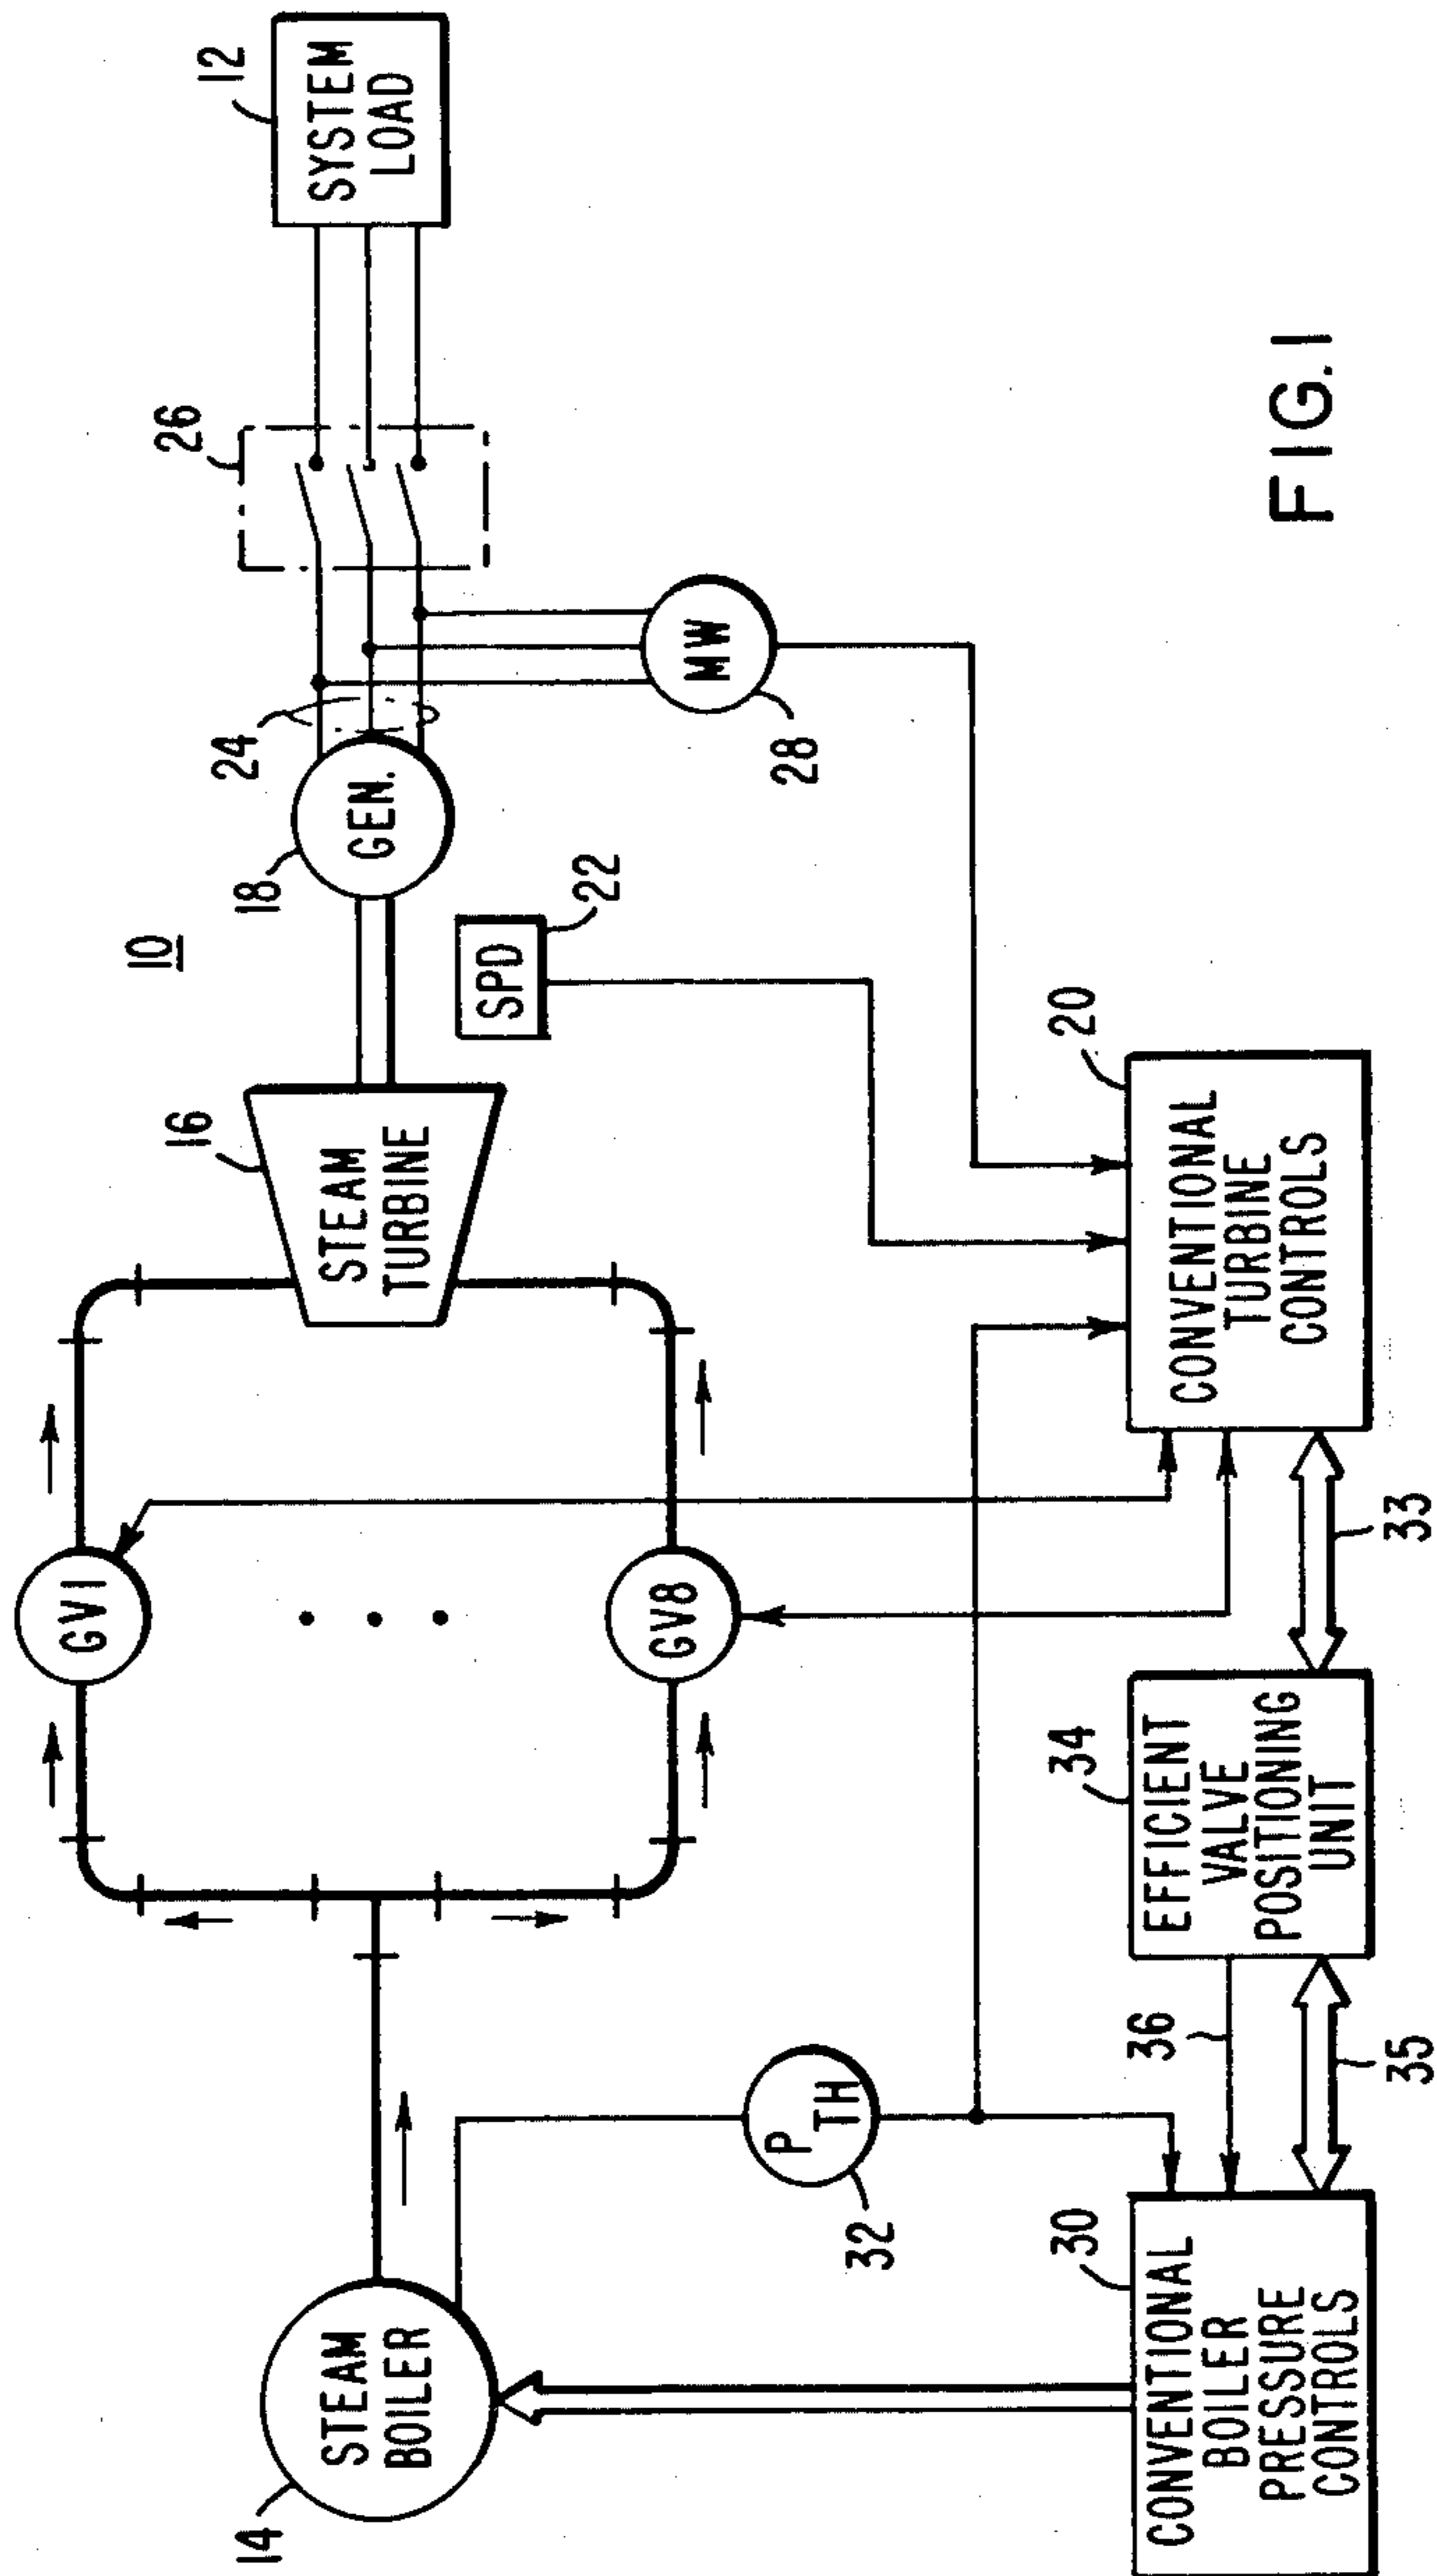 10
12
SYSTEM
LOAD
26
24
18
GEN.
MW
28
SPD
22
16
STEAM
TURBINE
GV1
GV8
14
STEAM
BOILER
P
TH
32
20
CONVENTIONAL
TURBINE
CONTROLS
33
34
EFFICIENT
VALVE
POSITIONING
UNIT
36
35
30
CONVENTIONAL
BOILER
PRESSURE
CONTROLS
FIG. 1